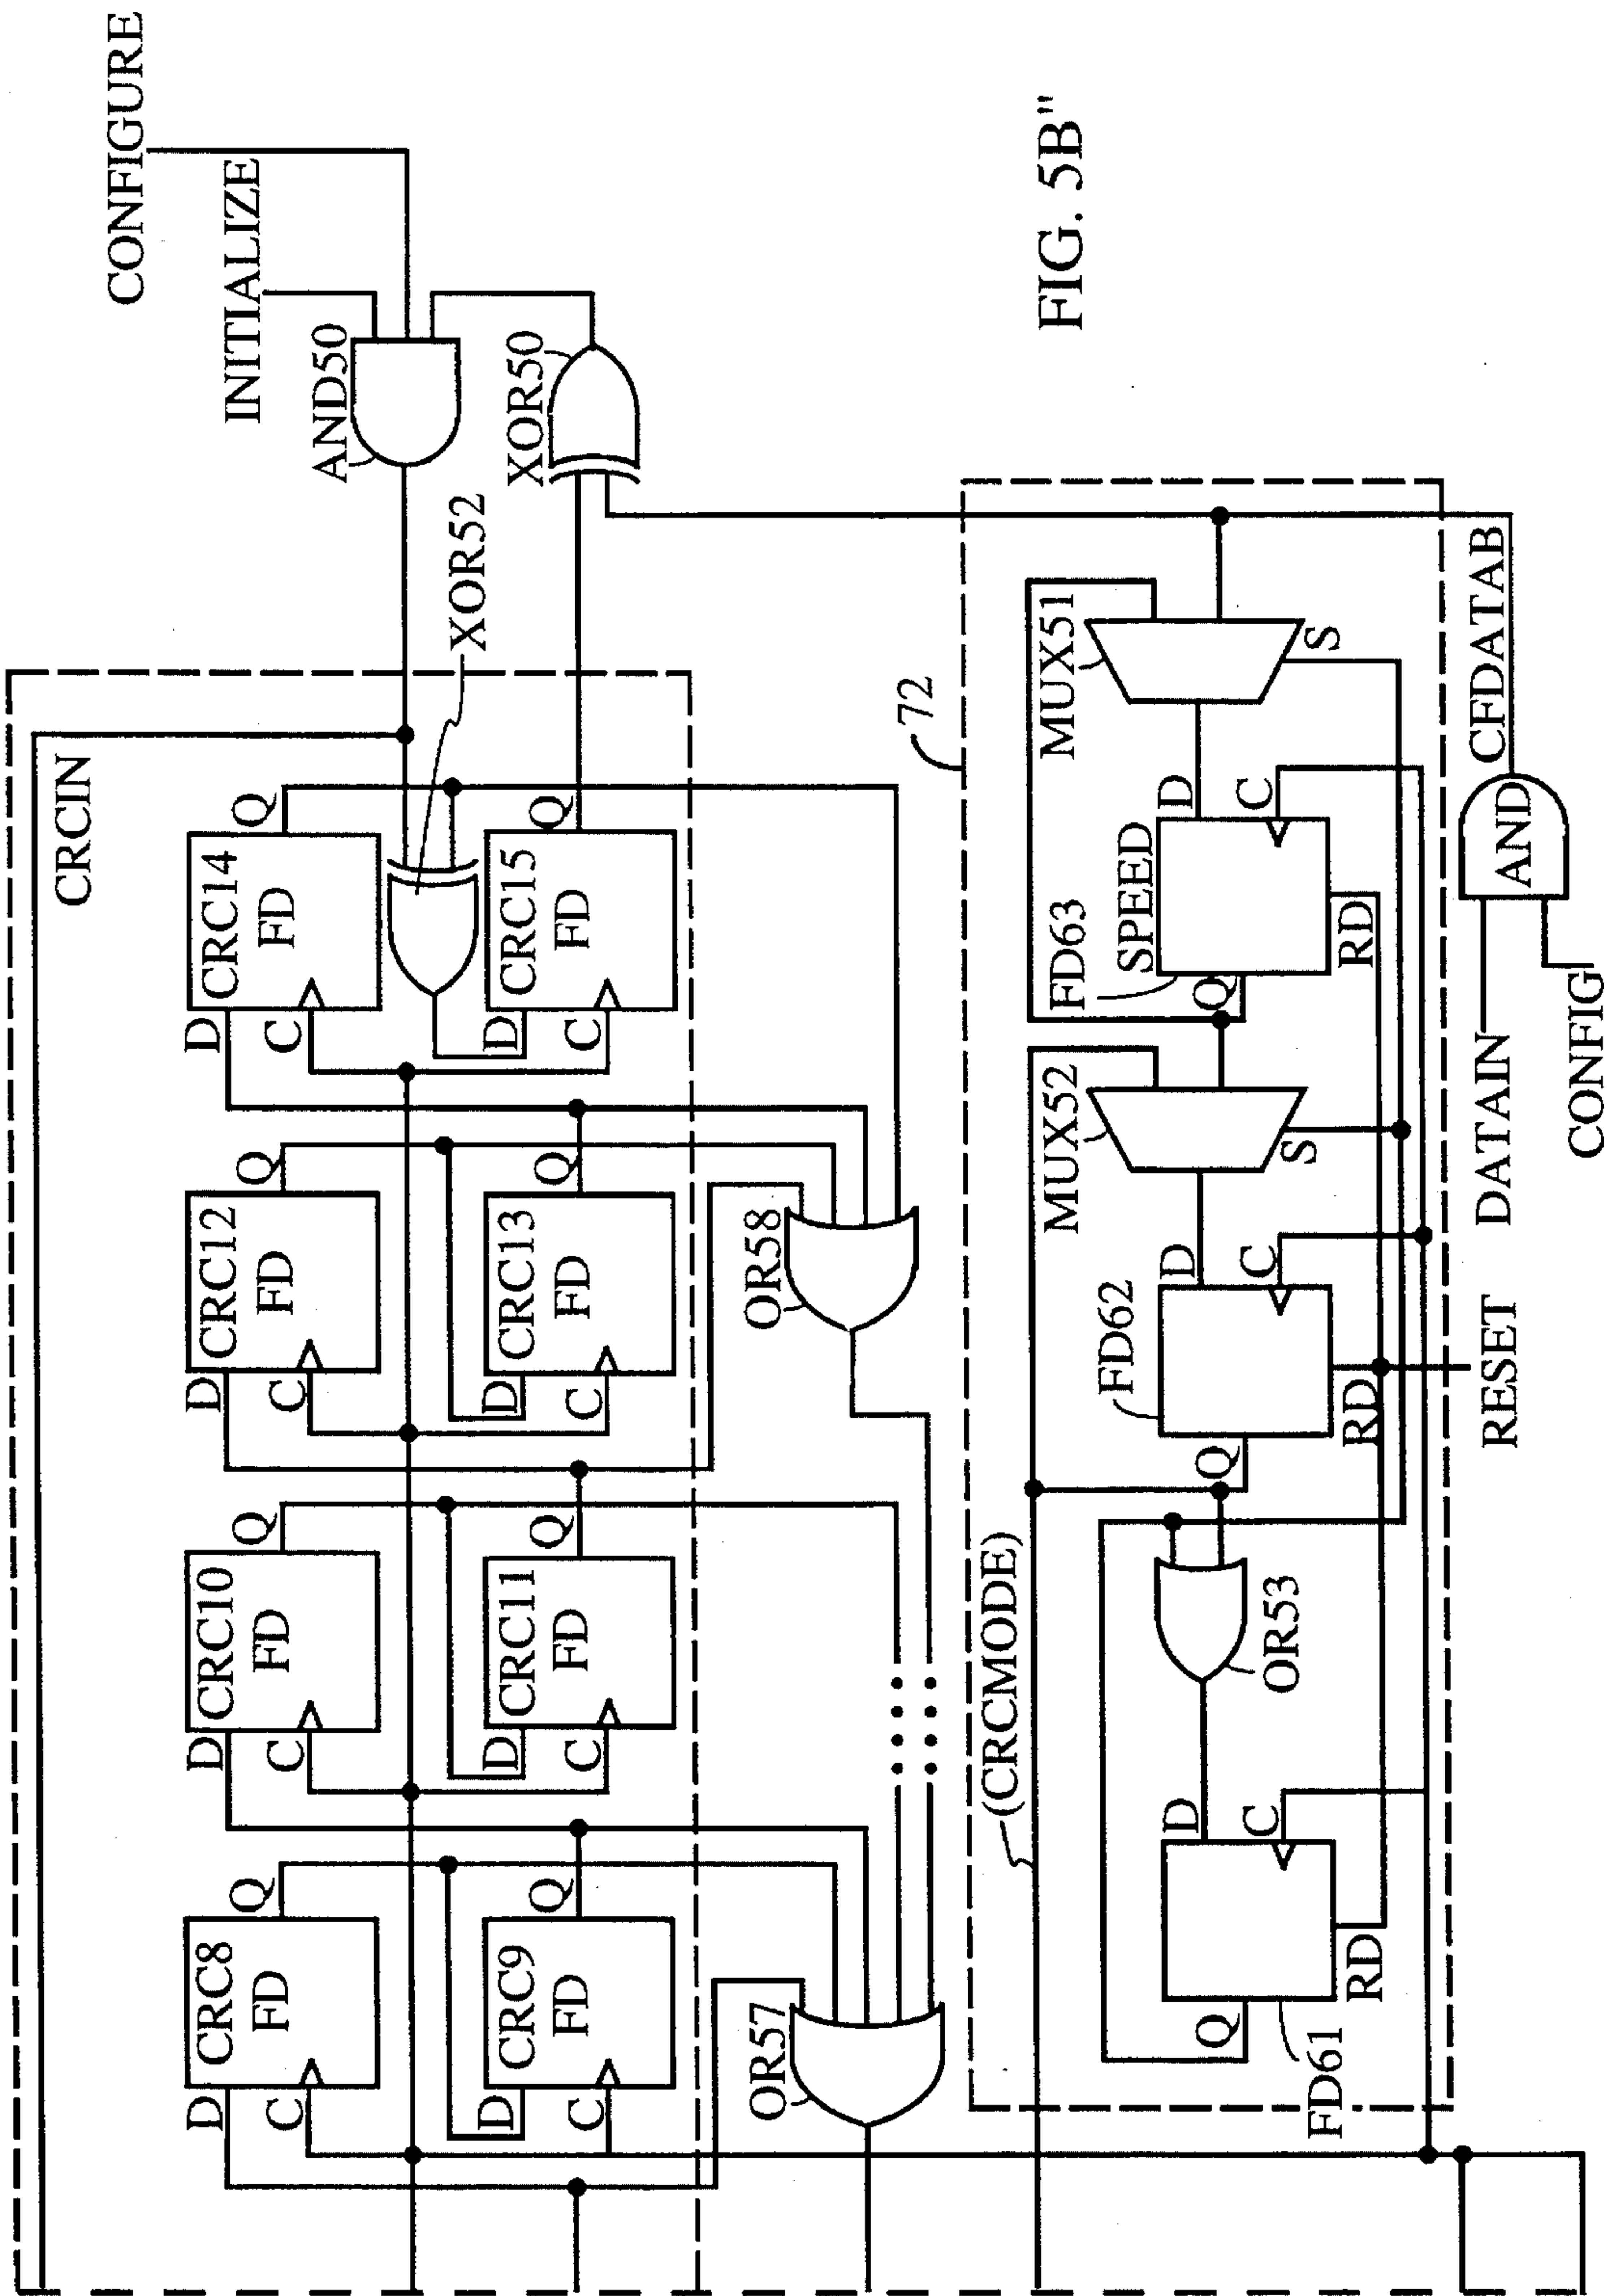 CONFIGURE
INITIALIZE
AND50
XOR50
XOR52
CRCIN
CRC8
FD
D
C
Q
CRC10
FD
D
C
Q
CRC12
FD
D
C
Q
CRC14
FD
D
C
Q
CRC9
FD
D
C
Q
CRC11
FD
D
C
Q
CRC13
FD
D
C
Q
CRC15
FD
D
C
Q
OR57
OR58
72
(CRCMODE)
MUX52
S
MUX51
S
FD61
D
C
Q
RD
OR53
FD62
D
C
Q
RD
FD63
SPEED
D
C
Q
RD
RESET
DATAIN
CONFIG
AND
CFDATAB
FIG. 5B"